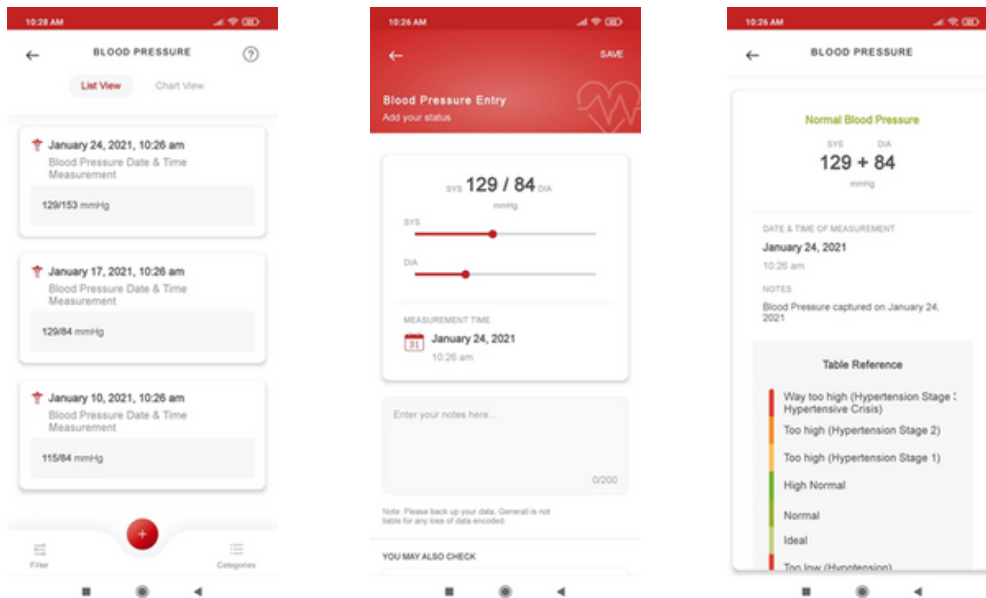 10:28 AM
BLOOD PRESSURE
?
List View
Chart View
January 24, 2021, 10:26 am
Blood Pressure Date & Time
Measurement
129/153 mmHg
January 17, 2021, 10:26 am
Blood Pressure Date & Time
Measurement
129/84 mmHg
January 10, 2021, 10:26 am
Blood Pressure Date & Time
Measurement
115/84 mmHg
+
Filter
Categories
10:26 AM
SAVE
Blood Pressure Entry
Add your status
SYS 129 / 84 DIA
mmHg
SYS
DIA
MEASUREMENT TIME
31
January 24, 2021
10:26 am
Enter your notes here...
0/200
Note: Please back up your data, Generali is not
liable for any loss of data encoded.
YOU MAY ALSO CHECK
10:26 AM
BLOOD PRESSURE
Normal Blood Pressure
SYS DIA
129 + 84
mmHg
DATE & TIME OF MEASUREMENT
January 24, 2021
10:26 am
NOTES
Blood Pressure captured on January 24,
2021
Table Reference
Way too high (Hypertension Stage
Hypertensive Crisis)
Too high (Hypertension Stage 2)
Too high (Hypertension Stage 1)
High Normal
Normal
Ideal
Too low (Hypotension)